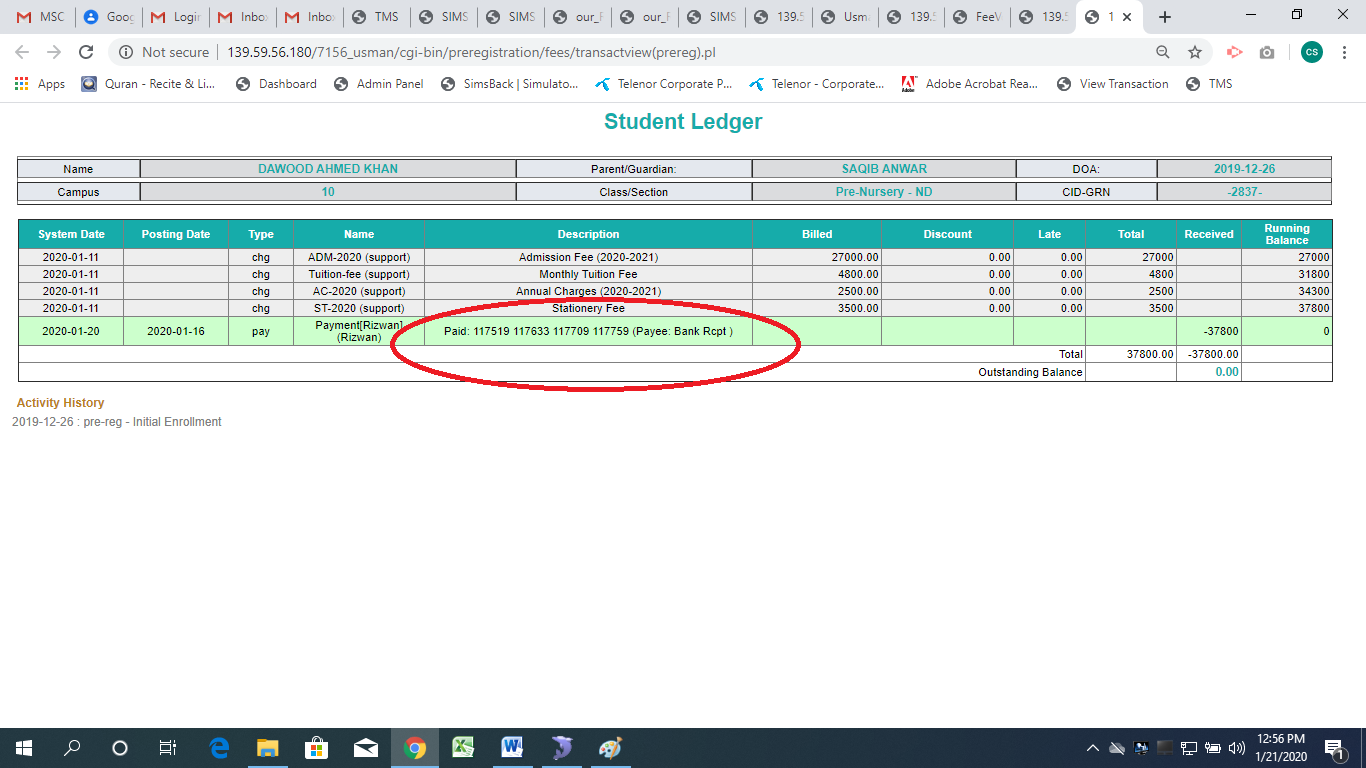 MSC
Goog
Login
Inbox
Inbox
TMS
SIMS
SIMS
our_F
our_F
SIMS
139.5
Usma
139.5
FeeV
139.5
1
Not secure | 139.59.56.180/7156_usman/cgi-bin/preregistration/fees/transactview(prereg).pl
CS
Apps
Quran - Recite & Li...
Dashboard
Admin Panel
SimsBack | Simulato...
Telenor Corporate P...
Telenor - Corporate...
Adobe Acrobat Rea...
View Transaction
TMS
Student Ledger
Name DAWOOD AHMED KHAN Parent/Guardian: SAQIB ANWAR DOA: 2019-12-26
Campus 10 Class/Section Pre-Nursery - ND CID-GRN -2837-
System Date Posting Date Type Name Description Billed Discount Late Total Received Running Balance
2020-01-11 chg ADM-2020 (support) Admission Fee (2020-2021) 27000.00 0.00 0.00 27000 27000
2020-01-11 chg Tuition-fee (support) Monthly Tuition Fee 4800.00 0.00 0.00 4800 31800
2020-01-11 chg AC-2020 (support) Annual Charges (2020-2021) 2500.00 0.00 0.00 2500 34300
2020-01-11 chg ST-2020 (support) Stationery Fee 3500.00 0.00 0.00 3500 37800
2020-01-20 2020-01-16 pay Payment[Rizwan] (Rizwan) Paid: 117519 117633 117709 117759 (Payee: Bank Rcpt ) -37800 0
Total 37800.00 -37800.00
Outstanding Balance 0.00
Activity History
2019-12-26 : pre-reg - Initial Enrollment
12:56 PM
1/21/2020
1